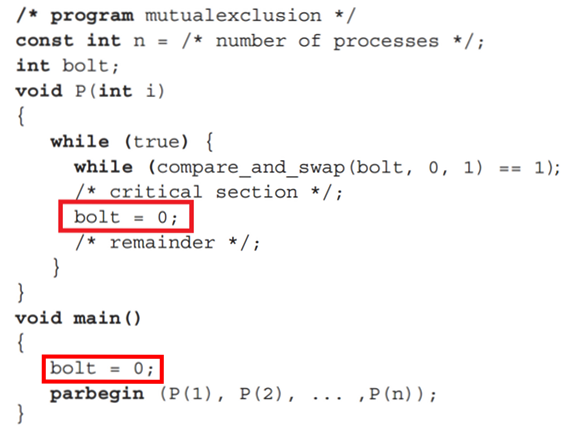 /* program mutualexclusion */
const int n = /* number of processes */;
int bolt;
void P(int i)
{
while (true) {
while (compare_and_swap(bolt, 0, 1) == 1);
/* critical section */;
bolt = 0;
/* remainder */;
}
}
void main()
{
bolt = 0;
parbegin (P(1), P(2), ... ,P(n));
}